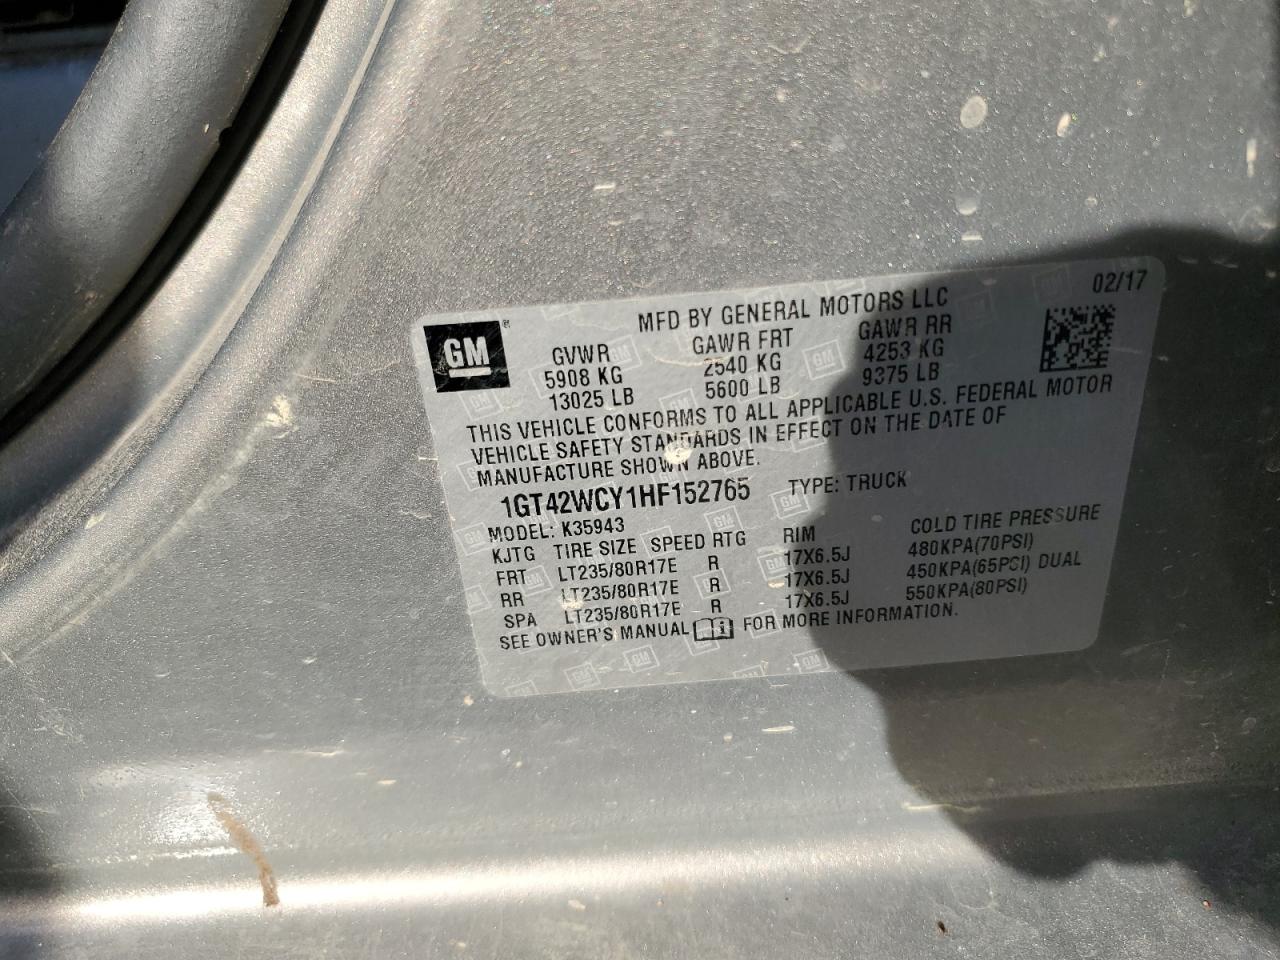 02/17
MFD BY GENERAL MOTORS LLC
GM ®
GVWR GAWR FRT GAWR RR
5908 KG 2540 KG 4253 KG
13025 LB 5600 LB 9375 LB
THIS VEHICLE CONFORMS TO ALL APPLICABLE U.S. FEDERAL MOTOR
VEHICLE SAFETY STANDARDS IN EFFECT ON THE DATE OF
MANUFACTURE SHOWN ABOVE.
1GT42WCY1HF152765 TYPE: TRUCK
MODEL: K35943
KJTG TIRE SIZE SPEED RTG RIM COLD TIRE PRESSURE
FRT LT235/80R17E R 17X6.5J 480KPA(70PSI)
RR LT235/80R17E R 17X6.5J 450KPA(65PSI) DUAL
SPA LT235/80R17E R 17X6.5J 550KPA(80PSI)
SEE OWNER'S MANUAL FOR MORE INFORMATION.